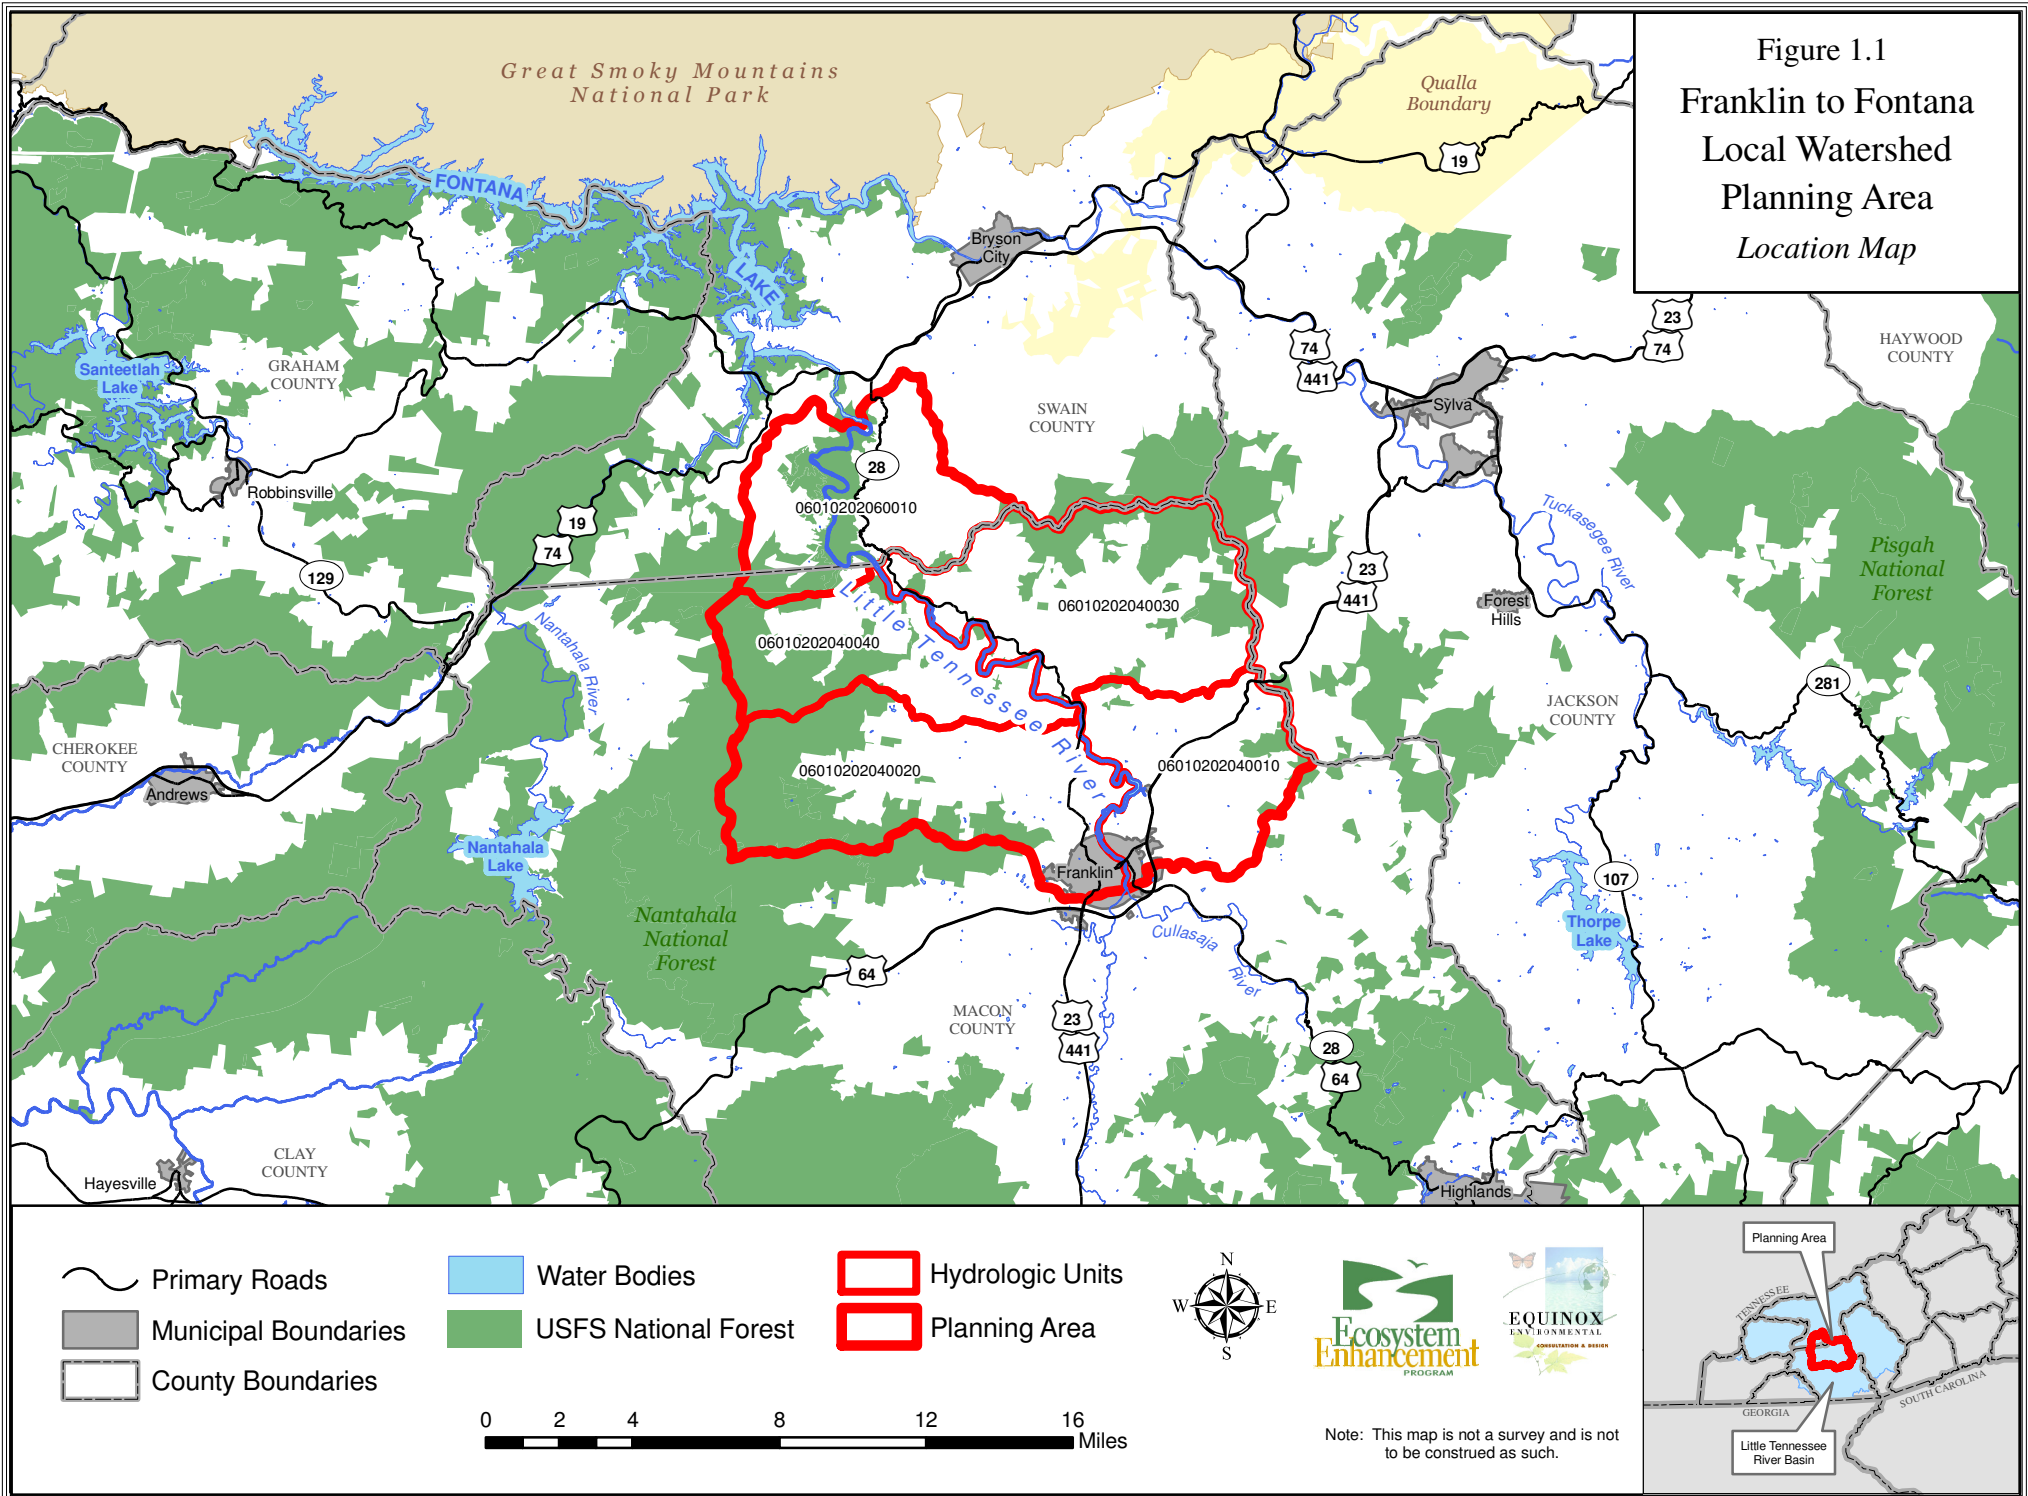 Figure 1.1
Franklin to Fontana
Local Watershed
Planning Area
Location Map
Great Smoky Mountains
National Park
Qualla
Boundary
19
FONTANA
LAKE
Bryson
City
23
74
HAYWOOD
COUNTY
74
441
Santeetlah
Lake
GRAHAM
COUNTY
SWAIN
COUNTY
Sylva
28
Robbinsville
06010202060010
Tuckasegee River
19
74
Pisgah
National
Forest
129
23
441
Little Tennessee River
06010202040030
Forest
Hills
Nantahala River
06010202040040
281
JACKSON
COUNTY
CHEROKEE
COUNTY
Andrews
06010202040020
06010202040010
Nantahala
Lake
Franklin
107
Thorpe
Lake
Nantahala
National
Forest
Cullasaja River
64
MACON
COUNTY
23
441
28
64
CLAY
COUNTY
Hayesville
Highlands
Primary Roads
Municipal Boundaries
County Boundaries
Water Bodies
USFS National Forest
Hydrologic Units
Planning Area
0 2 4 8 12 16
Miles
N
W E
S
Ecosystem
Enhancement
PROGRAM
EQUINOX
ENVIRONMENTAL
CONSULTATION & DESIGN
Note: This map is not a survey and is not
to be construed as such.
Planning Area
TENNESSEE
SOUTH CAROLINA
GEORGIA
Little Tennessee
River Basin